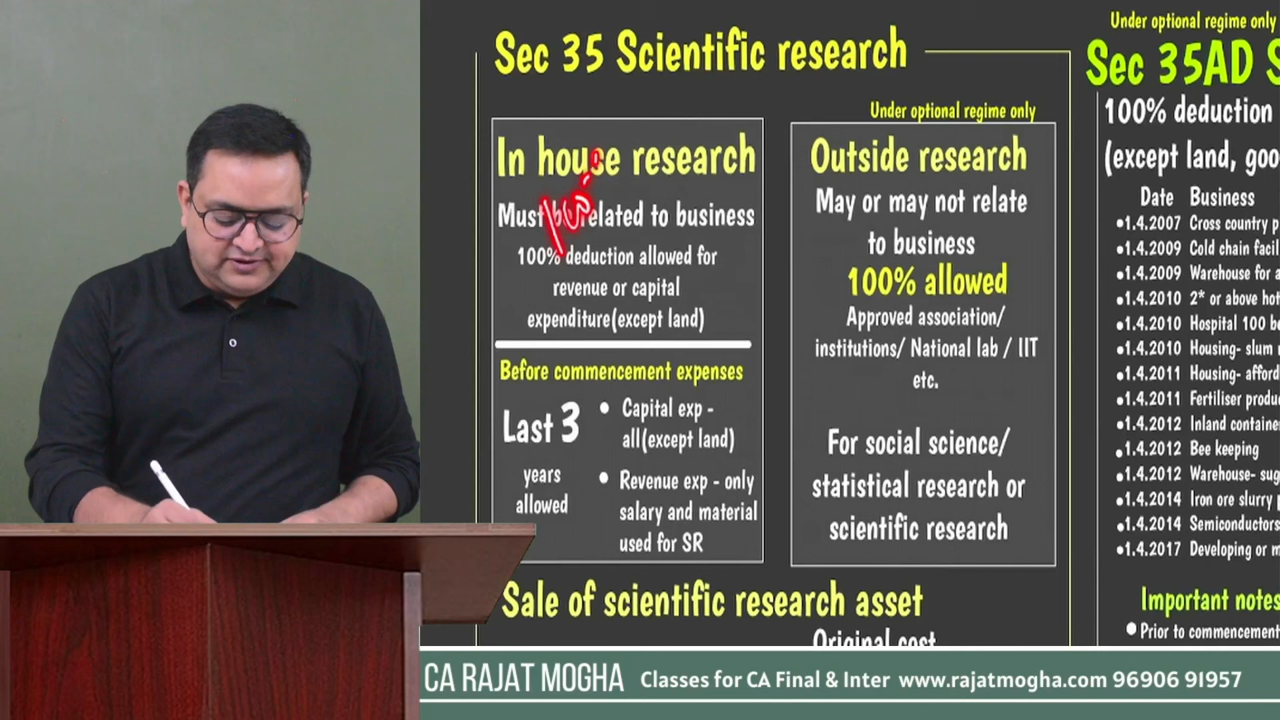 Sec 35 Scientific research
In house research
Must be related to business
100% deduction allowed for
revenue or capital
expenditure(except land)
Before commencement expenses
Last 3
years
allowed
• Capital exp -
all(except land)
• Revenue exp - only
salary and material
used for SR
Under optional regime only
Outside research
May or may not relate
to business
100% allowed
Approved association/
institutions/ National lab / IIT
etc.
For social science/
statistical research or
scientific research
Sale of scientific research asset
Original cost
Under optional regime only
Sec 35AD S
100% deduction
(except land, goo
Date Business
•1.4.2007 Cross country p
•1.4.2009 Cold chain facil
•1.4.2009 Warehouse for a
•1.4.2010 2* or above hot
•1.4.2010 Hospital 100 b
•1.4.2010 Housing- slum
•1.4.2011 Housing- afford
•1.4.2011 Fertiliser produ
•1.4.2012 Inland container
•1.4.2012 Bee keeping
•1.4.2012 Warehouse- sug
•1.4.2014 Iron ore slurry p
•1.4.2014 Semiconductors
•1.4.2017 Developing or m
Important notes
• Prior to commencement
CA RAJAT MOGHA Classes for CA Final & Inter www.rajatmogha.com 96906 91957